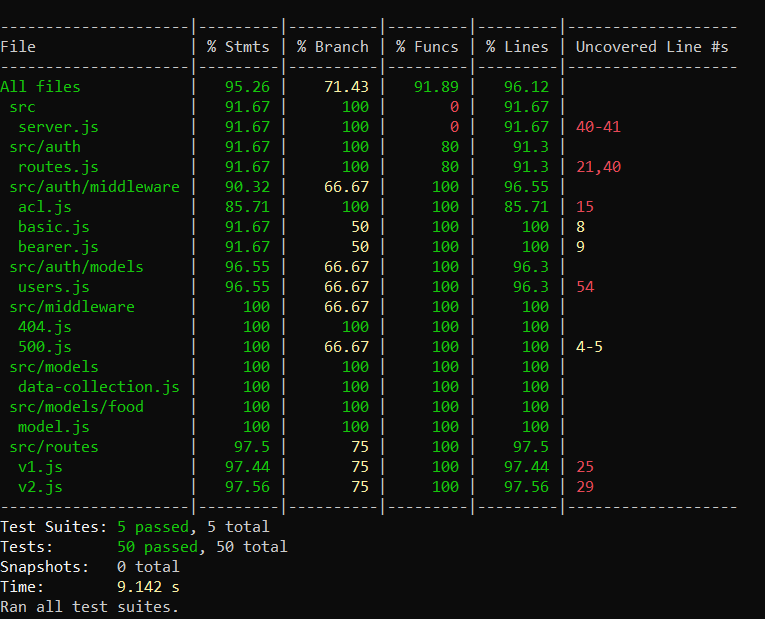 ---------------------|---------|----------|---------|---------|-------------------
File                 | % Stmts | % Branch | % Funcs | % Lines | Uncovered Line #s
---------------------|---------|----------|---------|---------|-------------------
All files            |   95.26 |    71.43 |   91.89 |   96.12 |
 src                 |   91.67 |      100 |       0 |   91.67 |
  server.js          |   91.67 |      100 |       0 |   91.67 | 40-41
 src/auth            |   91.67 |      100 |      80 |    91.3 |
  routes.js          |   91.67 |      100 |      80 |    91.3 | 21,40
 src/auth/middleware |   90.32 |    66.67 |     100 |   96.55 |
  acl.js             |   85.71 |      100 |     100 |   85.71 | 15
  basic.js           |   91.67 |       50 |     100 |     100 | 8
  bearer.js          |   91.67 |       50 |     100 |     100 | 9
 src/auth/models     |   96.55 |    66.67 |     100 |    96.3 |
  users.js           |   96.55 |    66.67 |     100 |    96.3 | 54
 src/middleware      |     100 |    66.67 |     100 |     100 |
  404.js             |     100 |      100 |     100 |     100 |
  500.js             |     100 |    66.67 |     100 |     100 | 4-5
 src/models          |     100 |      100 |     100 |     100 |
  data-collection.js |     100 |      100 |     100 |     100 |
 src/models/food     |     100 |      100 |     100 |     100 |
  model.js           |     100 |      100 |     100 |     100 |
 src/routes          |    97.5 |       75 |     100 |    97.5 |
  v1.js              |   97.44 |       75 |     100 |   97.44 | 25
  v2.js              |   97.56 |       75 |     100 |   97.56 | 29
---------------------|---------|----------|---------|---------|-------------------
Test Suites: 5 passed, 5 total
Tests:       50 passed, 50 total
Snapshots:   0 total
Time:        9.142 s
Ran all test suites.